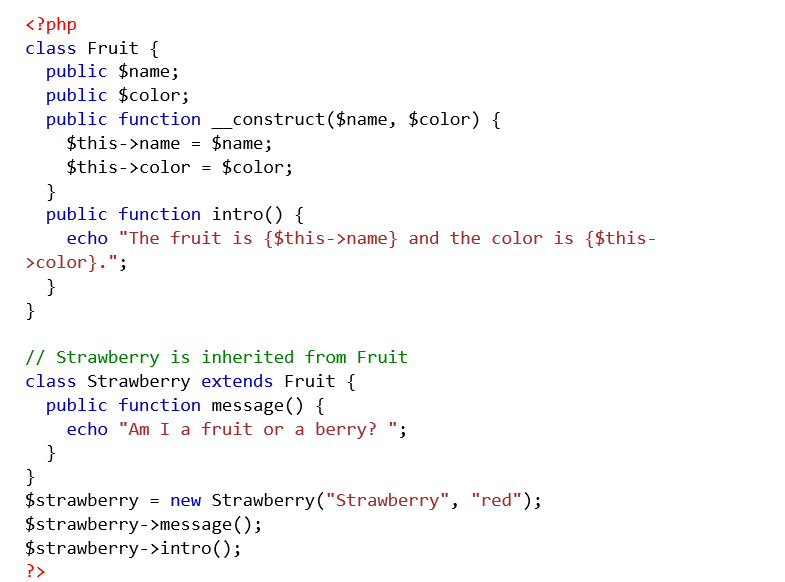 <?php
class Fruit {
  public $name;
  public $color;
  public function __construct($name, $color) {
    $this->name = $name;
    $this->color = $color;
  }
  public function intro() {
    echo "The fruit is {$this->name} and the color is {$this-
>color}.";
  }
}

// Strawberry is inherited from Fruit
class Strawberry extends Fruit {
  public function message() {
    echo "Am I a fruit or a berry? ";
  }
}
$strawberry = new Strawberry("Strawberry", "red");
$strawberry->message();
$strawberry->intro();
?>